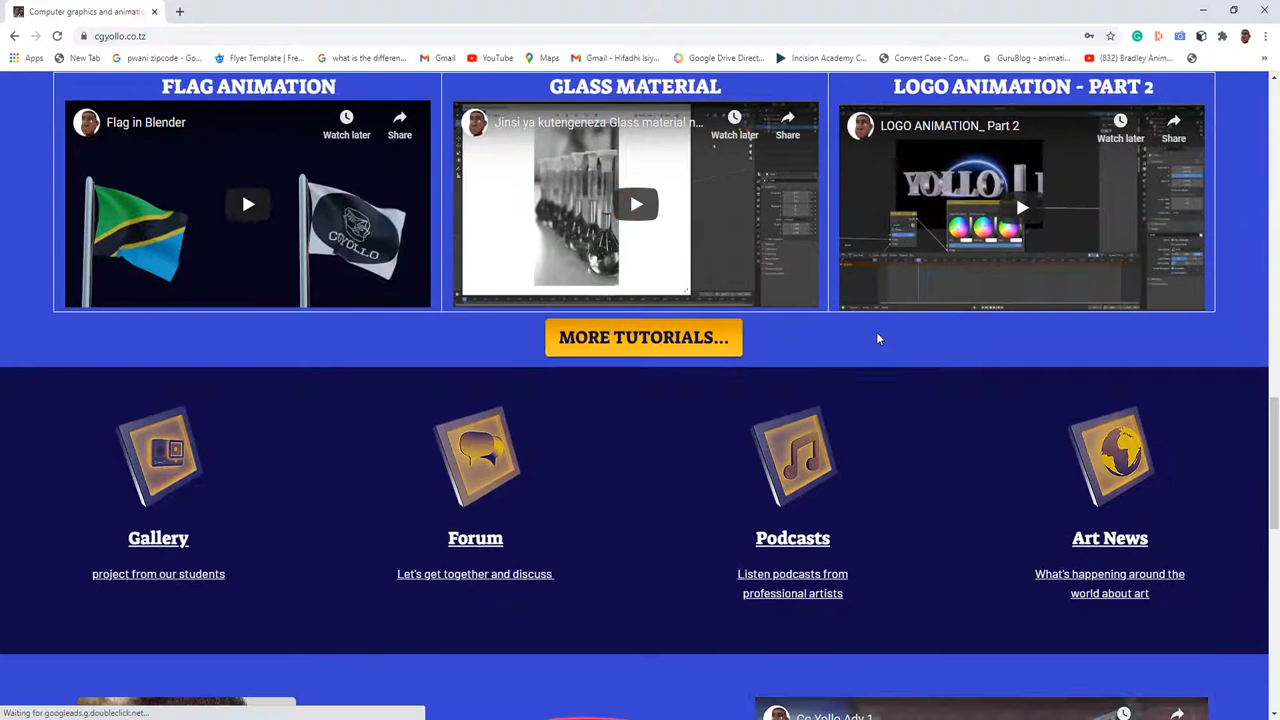 Computer graphics and animatio
cgyollo.co.tz
Apps
New Tab
pwani zipcode - Go...
Flyer Template | Fre...
what is the differen...
Gmail
YouTube
Maps
Gmail - Hifadhi Isiy...
Google Drive Direct...
Incision Academy C...
Convert Case - Con...
GuruBlog - animati...
(832) Bradley Anim...
FLAG ANIMATION
GLASS MATERIAL
LOGO ANIMATION - PART 2
Flag in Blender
Watch later
Share
Jinsi ya kutengeneza Glass material n...
Watch later
Share
LOGO ANIMATION_ Part 2
Watch later
Share
CGYOLLO
YOLLO
MORE TUTORIALS...
Gallery
Forum
Podcasts
Art News
project from our students
Let's get together and discuss
Listen podcasts from
professional artists
What's happening around the
world about art
Cg Yollo Adv 1
Waiting for googleads.g.doubleclick.net...